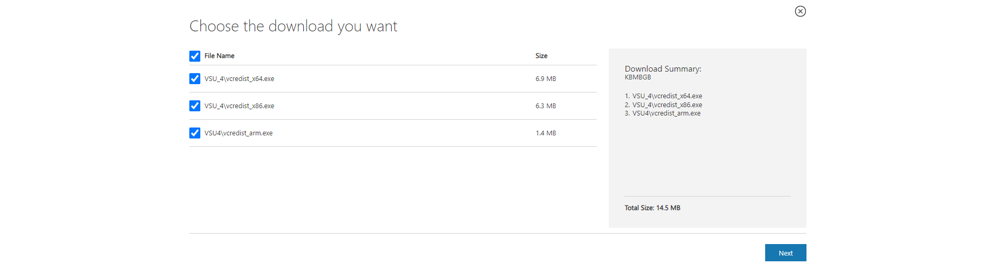 Choose the download you want
File Name Size
VSU_4\vcredist_x64.exe 6.9 MB
VSU_4\vcredist_x86.exe 6.3 MB
VSU4\vcredist_arm.exe 1.4 MB
Download Summary:
KBMBGB
1. VSU_4\vcredist_x64.exe
2. VSU_4\vcredist_x86.exe
3. VSU4\vcredist_arm.exe
Total Size: 14.5 MB
Next